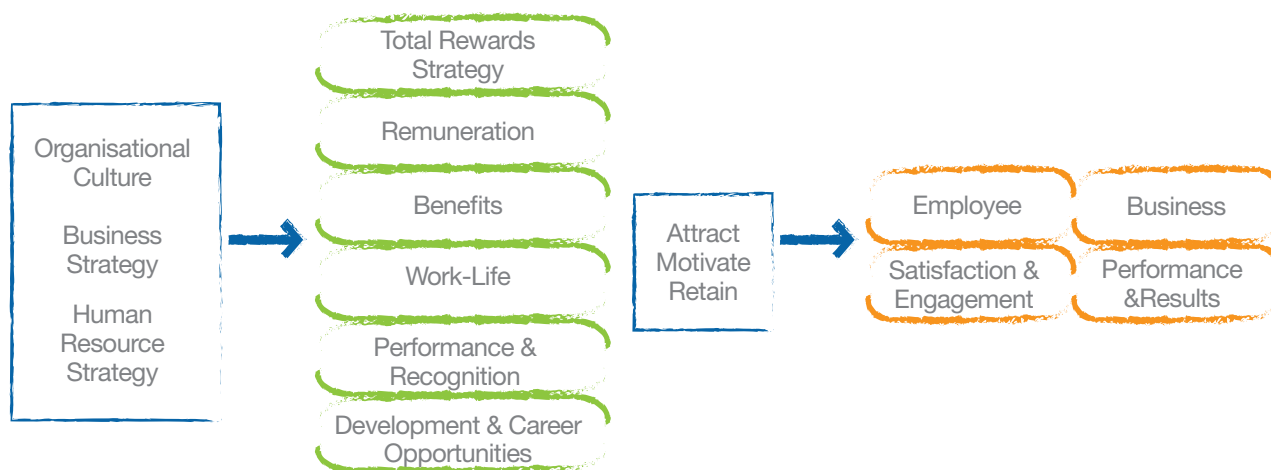 Organisational
Culture
Business
Strategy
Human
Resource
Strategy
Total Rewards
Strategy
Remuneration
Benefits
Work-Life
Performance &
Recognition
Development & Career
Opportunities
Attract
Motivate
Retain
Employee
Business
Satisfaction &
Engagement
Performance
&Results